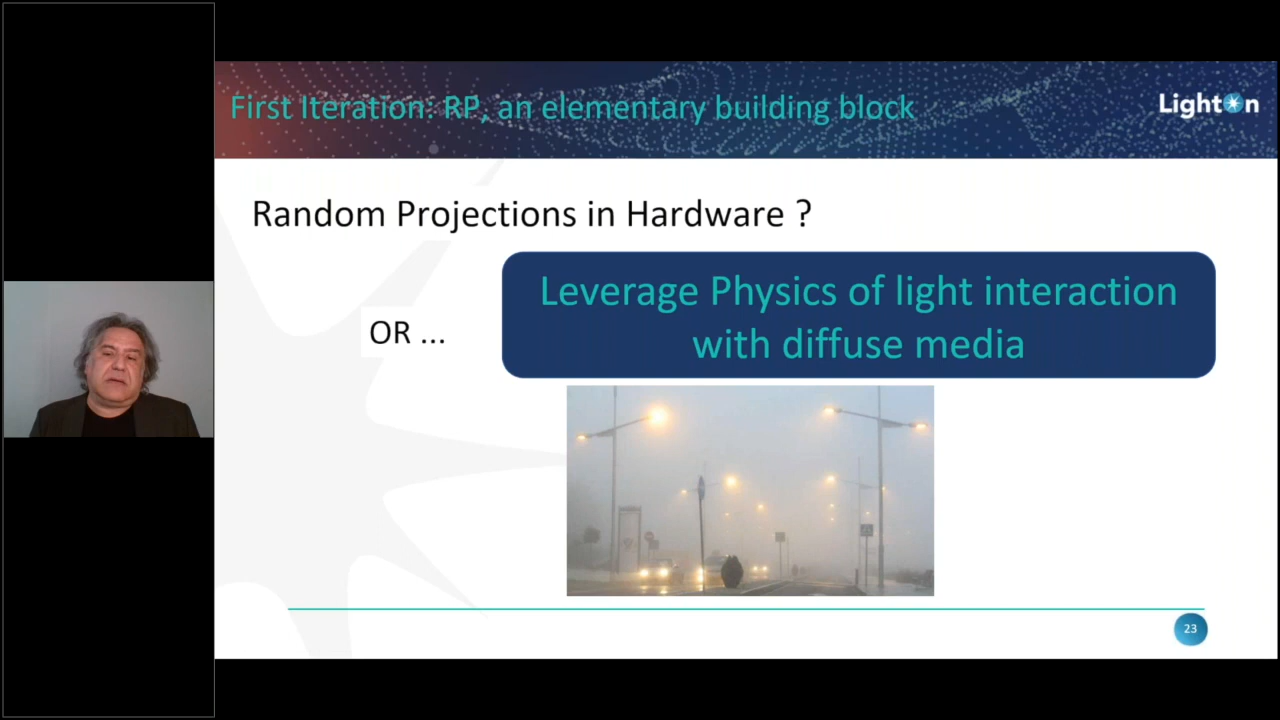 First Iteration: RP, an elementary building block
LightOn
Random Projections in Hardware ?
OR ...
Leverage Physics of light interaction
with diffuse media
23